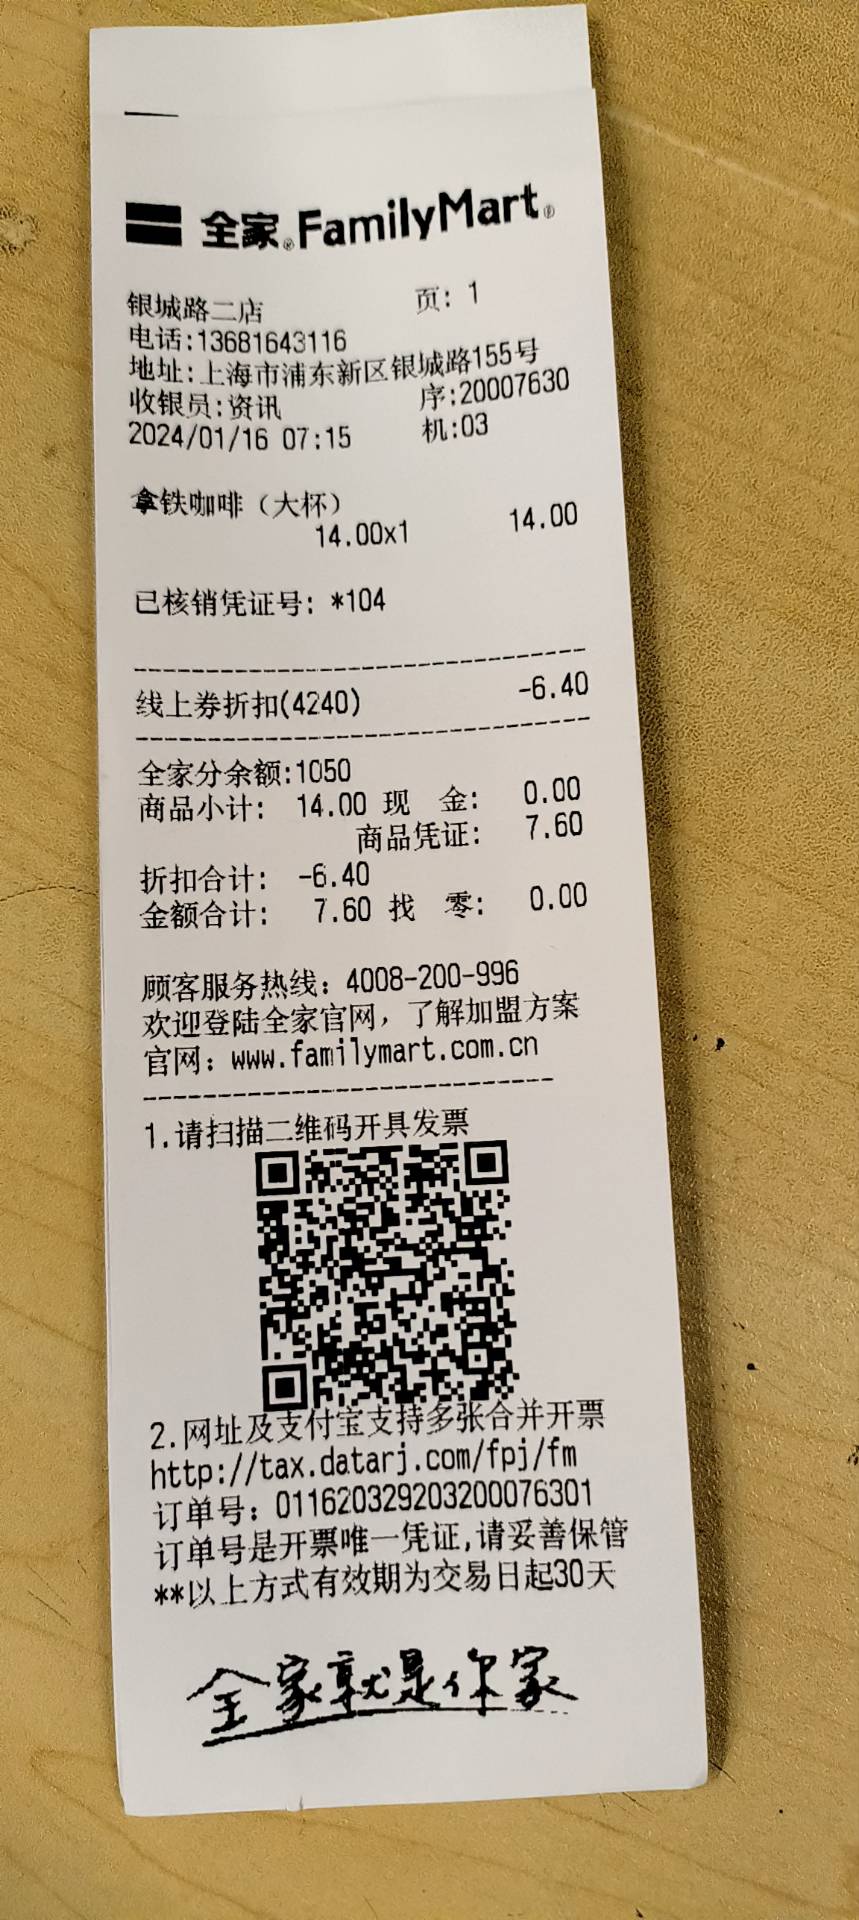 全家®FamilyMart®
银城路二店 页: 1
电话:13681643116
地址:上海市浦东新区银城路155号
收银员:资讯 序:20007630
2024/01/16 07:15 机:03
拿铁咖啡（大杯）
14.00x1 14.00
已核销凭证号: *104
线上券折扣(4240) -6.40
全家分余额:1050
商品小计: 14.00 现 金: 0.00
商品凭证: 7.60
折扣合计: -6.40
金额合计: 7.60 找 零: 0.00
顾客服务热线: 4008-200-996
欢迎登陆全家官网，了解加盟方案
官网: www.familymart.com.cn
1.请扫描二维码开具发票
2.网址及支付宝支持多张合并开票
http://tax.datarj.com/fpj/fm
订单号: 011620329203200076301
订单号是开票唯一凭证,请妥善保管
**以上方式有效期为交易日起30天
全家就是你家